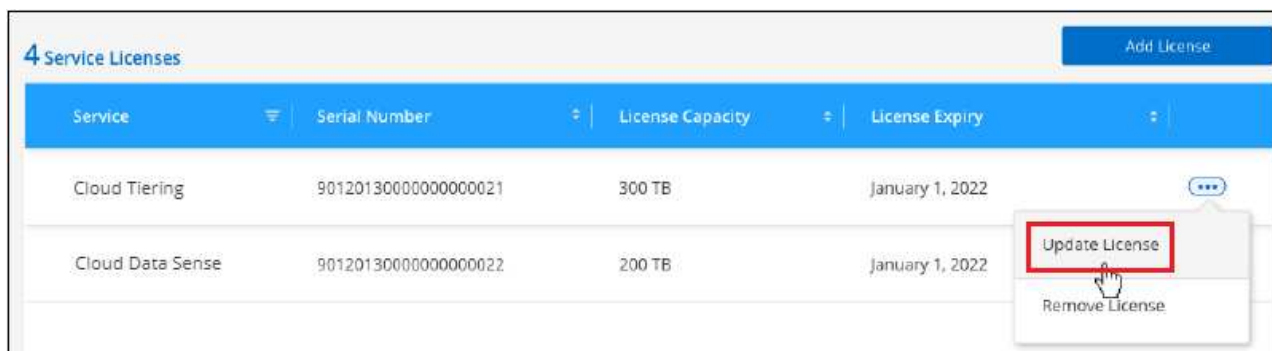 4 Service Licenses
Add License
Service Serial Number License Capacity License Expiry
Cloud Tiering 90120130000000000021 300 TB January 1, 2022
Update License
Cloud Data Sense 90120130000000000022 200 TB January 1, 2022
Remove License